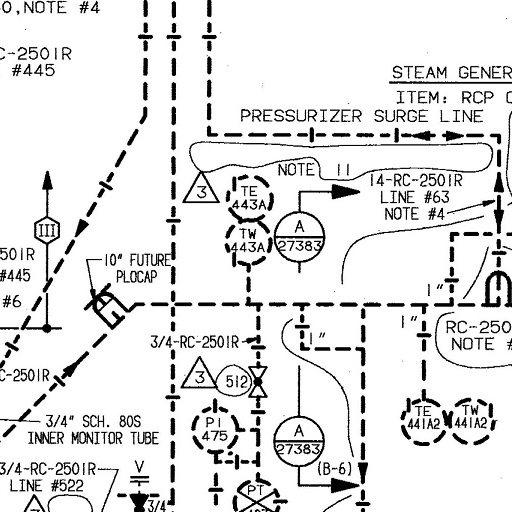 ,NOTE #4
C-2501R
#445
STEAM GENER
ITEM: RCP
PRESSURIZER SURGE LINE
NOTE 11
14-RC-2501R
LINE #63
NOTE #4
3
TE
443A
TW
443A
A
27383
III
501R
#445
#6
10" FUTURE
PLOCAP
1"
1"
1"
RC-250
NOTE #
3/4-RC-2501R
3
512
C-2501R
PI
475
TE
441A2
TW
441A2
3/4" SCH. 80S
INNER MONITOR TUBE
A
27383
(B-6)
3/4-RC-2501R
LINE #522
V
3/4
3
PT